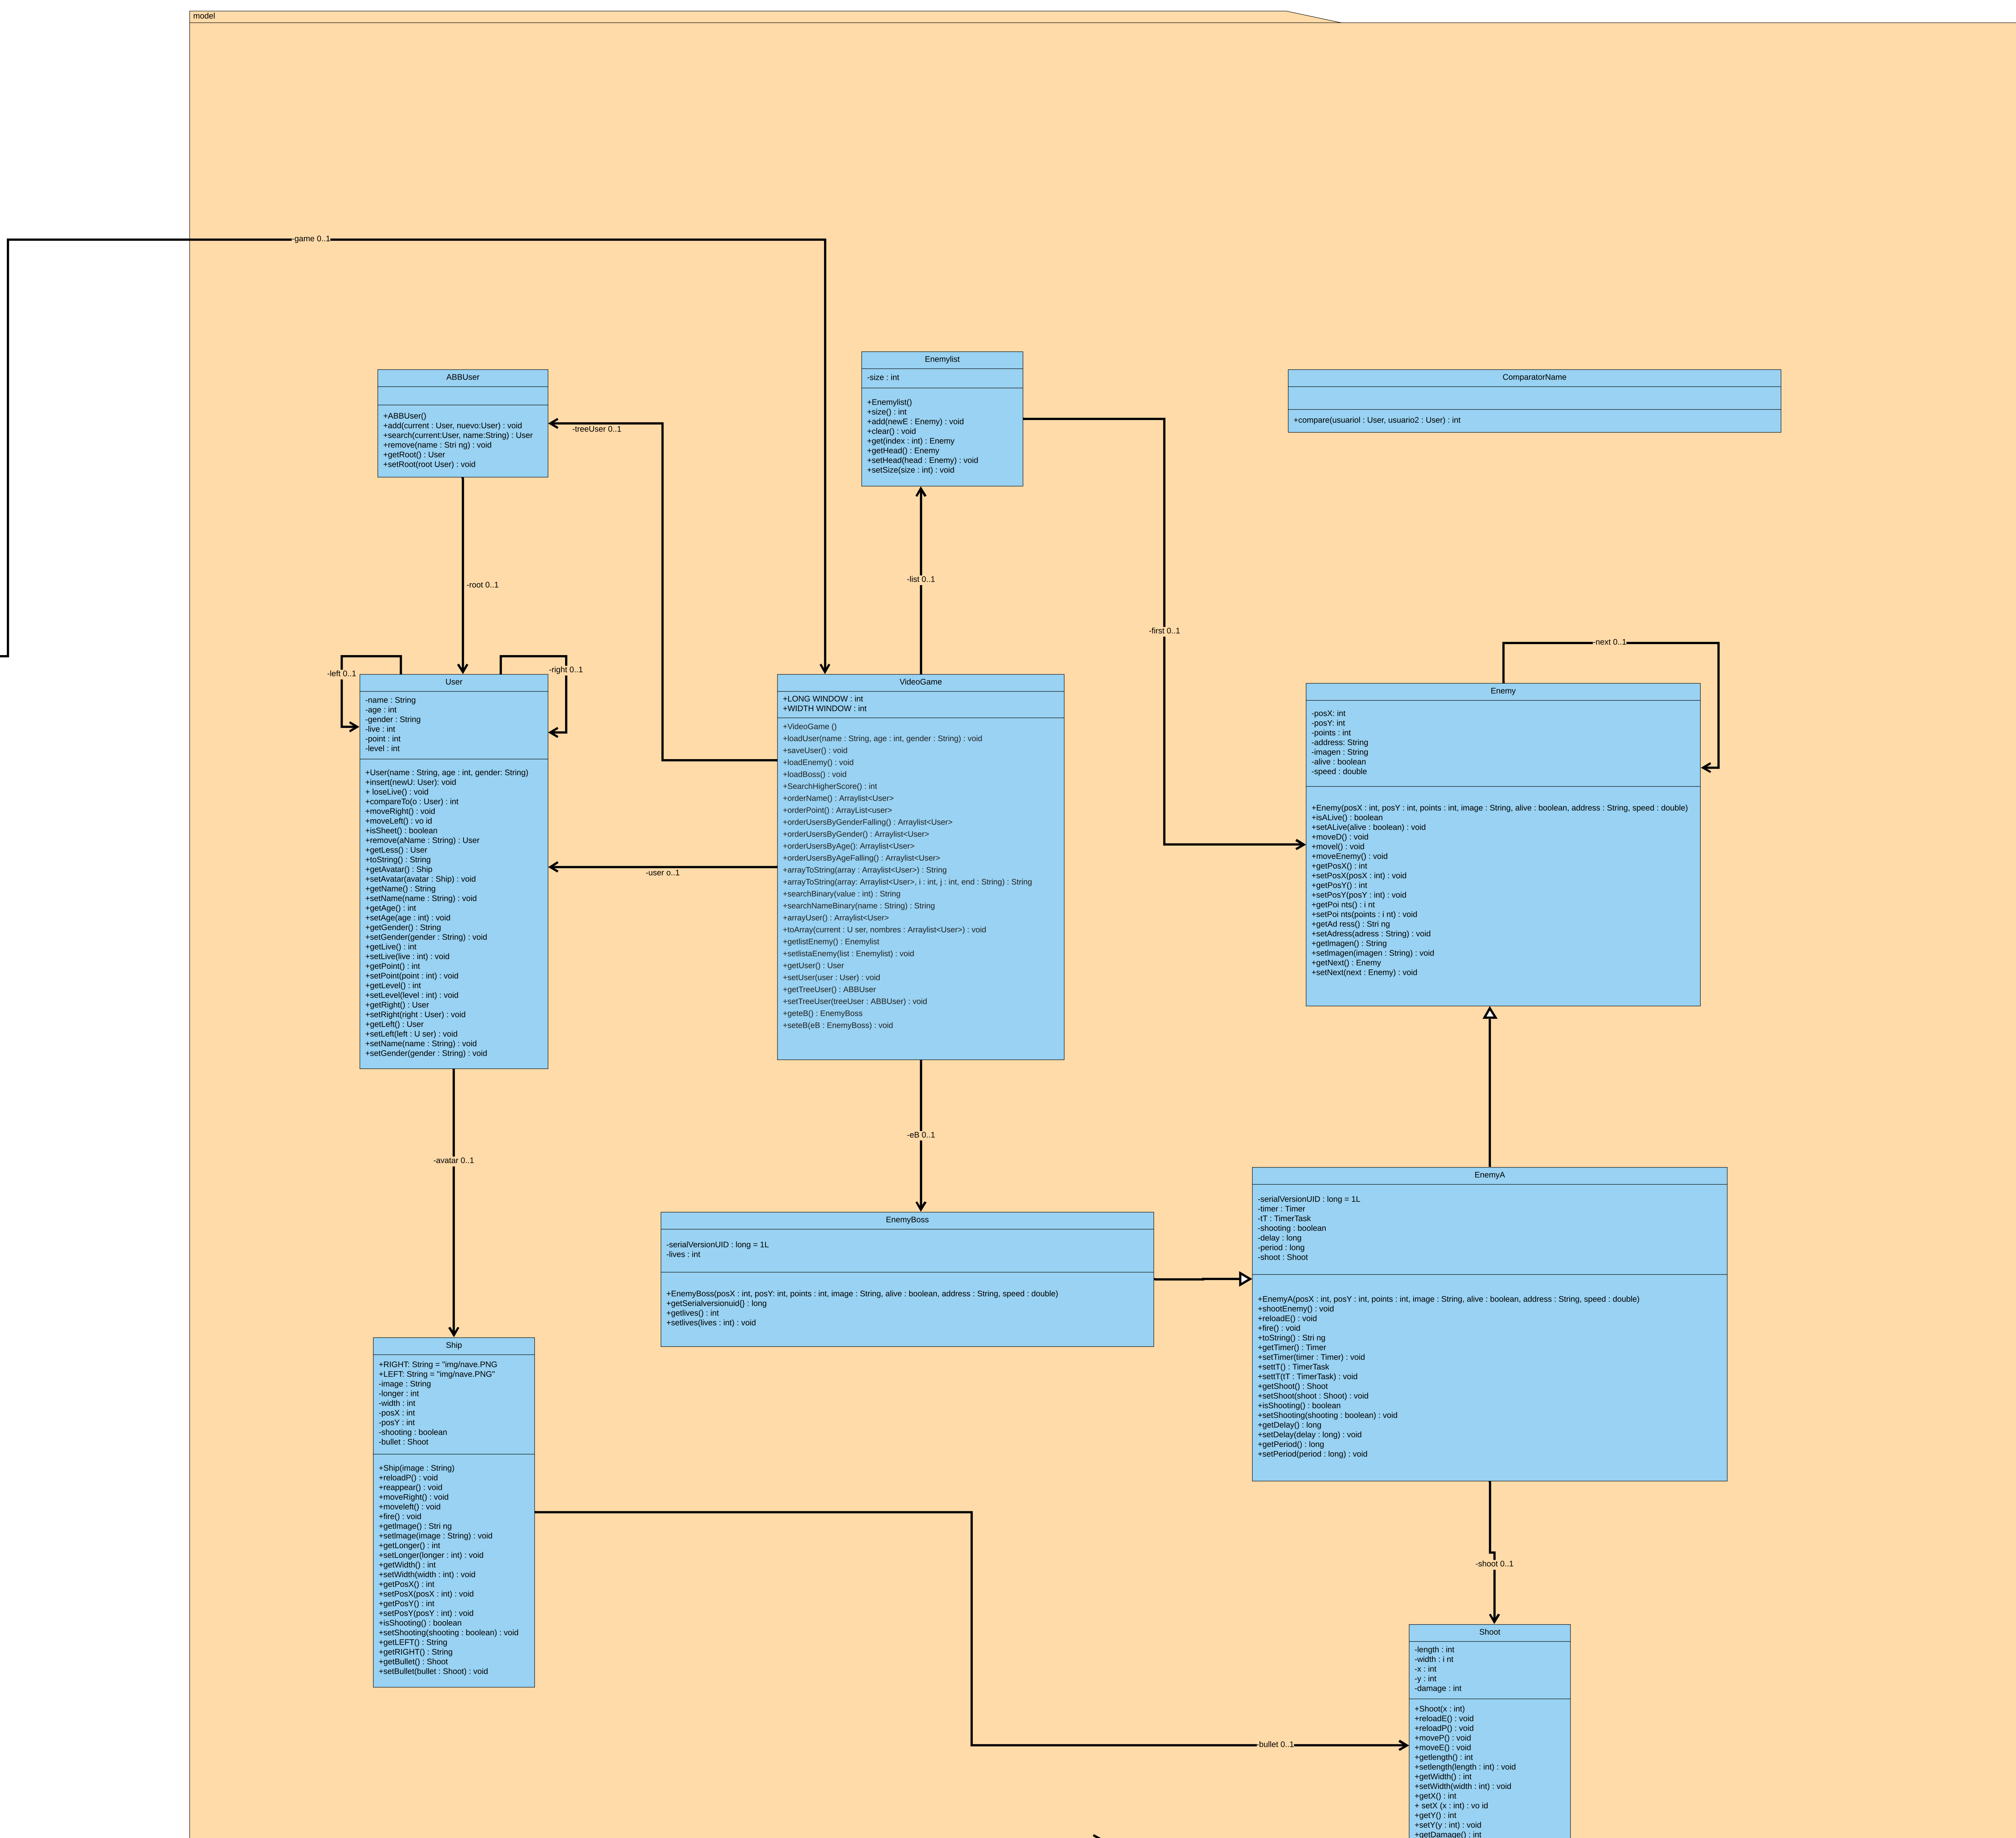 model
-game 0..1
ABBUser
+ABBUser()
+add(current : User, nuevo:User) : void
+search(current:User, name:String) : User
+remove(name : Stri ng) : void
+getRoot() : User
+setRoot(root User) : void
-treeUser 0..1
Enemylist
-size : int
+Enemylist()
+size() : int
+add(newE : Enemy) : void
+clear() : void
+get(index : int) : Enemy
+getHead() : Enemy
+setHead(head : Enemy) : void
+setSize(size : int) : void
ComparatorName
+compare(usuariol : User, usuario2 : User) : int
-root 0..1
-list 0..1
-first 0..1
-next 0..1
-left 0..1
-right 0..1
User
-name : String
-age : int
-gender : String
-live : int
-point : int
-level : int
+User(name : String, age : int, gender: String)
+insert(newU: User): void
+ loseLive() : void
+compareTo(o : User) : int
+moveRight() : void
+moveLeft() : vo id
+isSheet() : boolean
+remove(aName : String) : User
+getLess() : User
+toString() : String
+getAvatar() : Ship
+setAvatar(avatar : Ship) : void
+getName() : String
+setName(name : String) : void
+getAge() : int
+setAge(age : int) : void
+getGender() : String
+setGender(gender : String) : void
+getLive() : int
+setLive(live : int) : void
+getPoint() : int
+setPoint(point : int) : void
+getLevel() : int
+setLevel(level : int) : void
+getRight() : User
+setRight(right : User) : void
+getLeft() : User
+setLeft(left : U ser) : void
+setName(name : String) : void
+setGender(gender : String) : void
-user o..1
VideoGame
+LONG WINDOW : int
+WIDTH WINDOW : int
+VideoGame ()
+loadUser(name : String, age : int, gender : String) : void
+saveUser() : void
+loadEnemy() : void
+loadBoss() : void
+SearchHigherScore() : int
+orderName() : Arraylist<User>
+orderPoint() : ArrayList<user>
+orderUsersByGenderFalling() : Arraylist<User>
+orderUsersByGender() : Arraylist<User>
+orderUsersByAge(): Arraylist<User>
+orderUsersByAgeFalling() : Arraylist<User>
+arrayToString(array : Arraylist<User>) : String
+arrayToString(array: Arraylist<User>, i : int, j : int, end : String) : String
+searchBinary(value : int) : String
+searchNameBinary(name : String) : String
+arrayUser() : Arraylist<User>
+toArray(current : U ser, nombres : Arraylist<User>) : void
+getlistEnemy() : Enemylist
+setlistaEnemy(list : Enemylist) : void
+getUser() : User
+setUser(user : User) : void
+getTreeUser() : ABBUser
+setTreeUser(treeUser : ABBUser) : void
+geteB() : EnemyBoss
+seteB(eB : EnemyBoss) : void
Enemy
-posX: int
-posY: int
-points : int
-address: String
-imagen : String
-alive : boolean
-speed : double
+Enemy(posX : int, posY : int, points : int, image : String, alive : boolean, address : String, speed : double)
+isALive() : boolean
+setALive(alive : boolean) : void
+moveD() : void
+movel() : void
+moveEnemy() : void
+getPosX() : int
+setPosX(posX : int) : void
+getPosY() : int
+setPosY(posY : int) : void
+getPoi nts() : i nt
+setPoi nts(points : i nt) : void
+getAd ress() : Stri ng
+setAdress(adress : String) : void
+getlmagen() : String
+setlmagen(imagen : String) : void
+getNext() : Enemy
+setNext(next : Enemy) : void
-avatar 0..1
-eB 0..1
EnemyBoss
-serialVersionUID : long = 1L
-lives : int
+EnemyBoss(posX : int, posY: int, points : int, image : String, alive : boolean, address : String, speed : double)
+getSerialversionuid{} : long
+getlives() : int
+setlives(lives : int) : void
EnemyA
-serialVersionUID : long = 1L
-timer : Timer
-tT : TimerTask
-shooting : boolean
-delay : long
-period : long
-shoot : Shoot
+EnemyA(posX : int, posY : int, points : int, image : String, alive : boolean, address : String, speed : double)
+shootEnemy() : void
+reloadE() : void
+fire() : void
+toString() : Stri ng
+getTimer() : Timer
+setTimer(timer : Timer) : void
+settT() : TimerTask
+settT(tT : TimerTask) : void
+getShoot() : Shoot
+setShoot(shoot : Shoot) : void
+isShooting() : boolean
+setShooting(shooting : boolean) : void
+getDelay() : long
+setDelay(delay : long) : void
+getPeriod() : long
+setPeriod(period : long) : void
Ship
+RIGHT: String = "img/nave.PNG
+LEFT: String = "img/nave.PNG"
-image : String
-longer : int
-width : int
-posX : int
-posY : int
-shooting : boolean
-bullet : Shoot
+Ship(image : String)
+reloadP() : void
+reappear() : void
+moveRight() : void
+moveleft() : void
+fire() : void
+getlmage() : Stri ng
+setlmage(image : String) : void
+getLonger() : int
+setLonger(longer : int) : void
+getWidth() : int
+setWidth(width : int) : void
+getPosX() : int
+setPosX(posX : int) : void
+getPosY() : int
+setPosY(posY : int) : void
+isShooting() : boolean
+setShooting(shooting : boolean) : void
+getLEFT() : String
+getRIGHT() : String
+getBullet() : Shoot
+setBullet(bullet : Shoot) : void
-shoot 0..1
-bullet 0..1
Shoot
-length : int
-width : i nt
-x : int
-y : int
-damage : int
+Shoot(x : int)
+reloadE() : void
+reloadP() : void
+moveP() : void
+moveE() : void
+getlength() : int
+setlength(length : int) : void
+getWidth() : int
+setWidth(width : int) : void
+getX() : int
+ setX (x : int) : vo id
+getY() : int
+setY(y : int) : void
+getDamage() : int